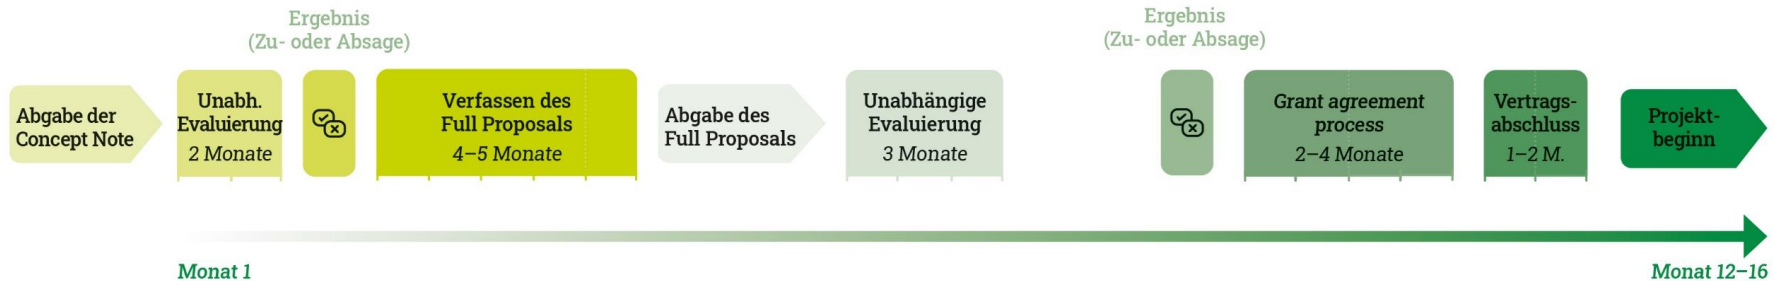 Ergebnis
(Zu- oder Absage)
Ergebnis
(Zu- oder Absage)
Abgabe der
Concept Note
Unabh.
Evaluierung
2 Monate
Verfassen des
Full Proposals
4–5 Monate
Abgabe des
Full Proposals
Unabhängige
Evaluierung
3 Monate
Grant agreement
process
2–4 Monate
Vertrags-
abschluss
1–2 M.
Projekt-
beginn
Monat 1
Monat 12–16